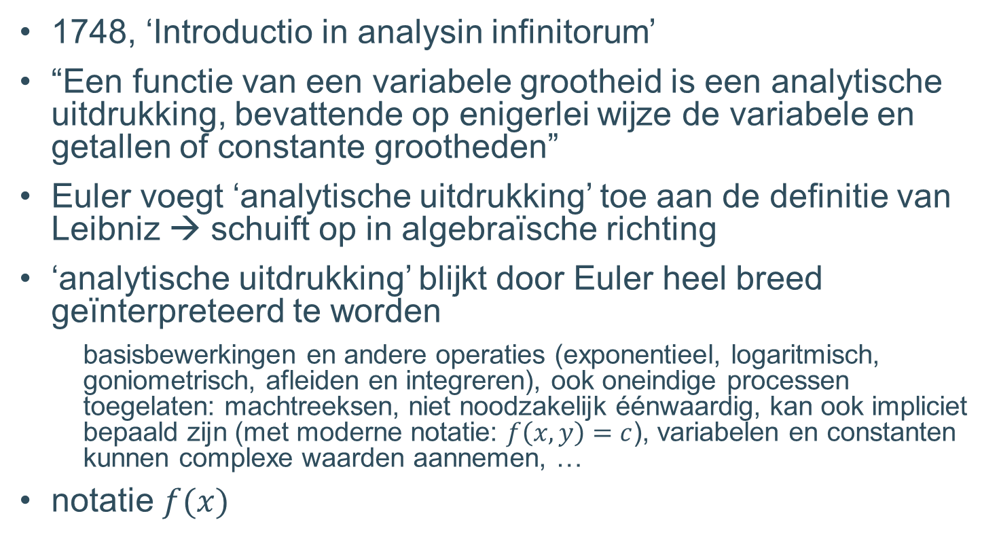 • 1748, ‘Introductio in analysin infinitorum’
• “Een functie van een variabele grootheid is een analytische
uitdrukking, bevattende op enigerlei wijze de variabele en
getallen of constante grootheden”
• Euler voegt ‘analytische uitdrukking’ toe aan de definitie van
Leibniz → schuift op in algebraïsche richting
• ‘analytische uitdrukking’ blijkt door Euler heel breed
geïnterpreteerd te worden
basisbewerkingen en andere operaties (exponentieel, logaritmisch,
goniometrisch, afleiden en integreren), ook oneindige processen
toegelaten: machtreeksen, niet noodzakelijk éénwaardig, kan ook impliciet
bepaald zijn (met moderne notatie: f(x, y) = c), variabelen en constanten
kunnen complexe waarden aannemen, …
• notatie f(x)